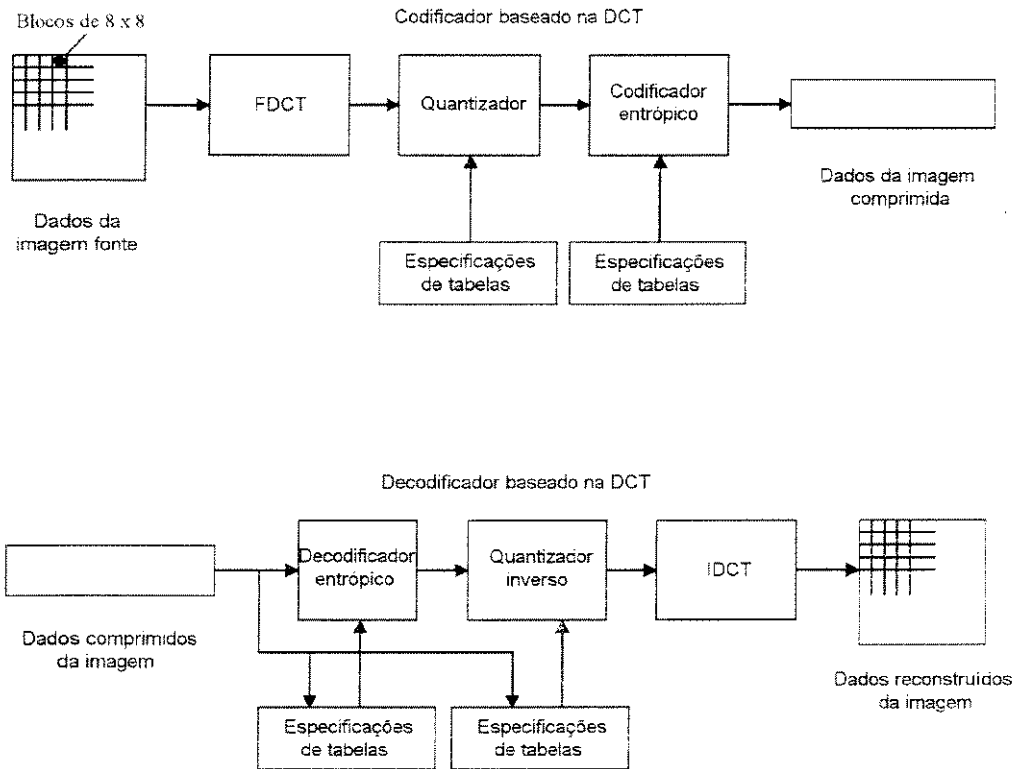 Blocos de 8 x 8
Codificador baseado na DCT
FDCT
Quantizador
Codificador
entrópico
Dados da
imagem fonte
Dados da imagem
comprimida
Especificações
de tabelas
Especificações
de tabelas
Decodificador baseado na DCT
Decodificador
entrópico
Quantizador
inverso
IDCT
Dados comprimidos
da imagem
Dados reconstruídos
da imagem
Especificações
de tabelas
Especificações
de tabelas